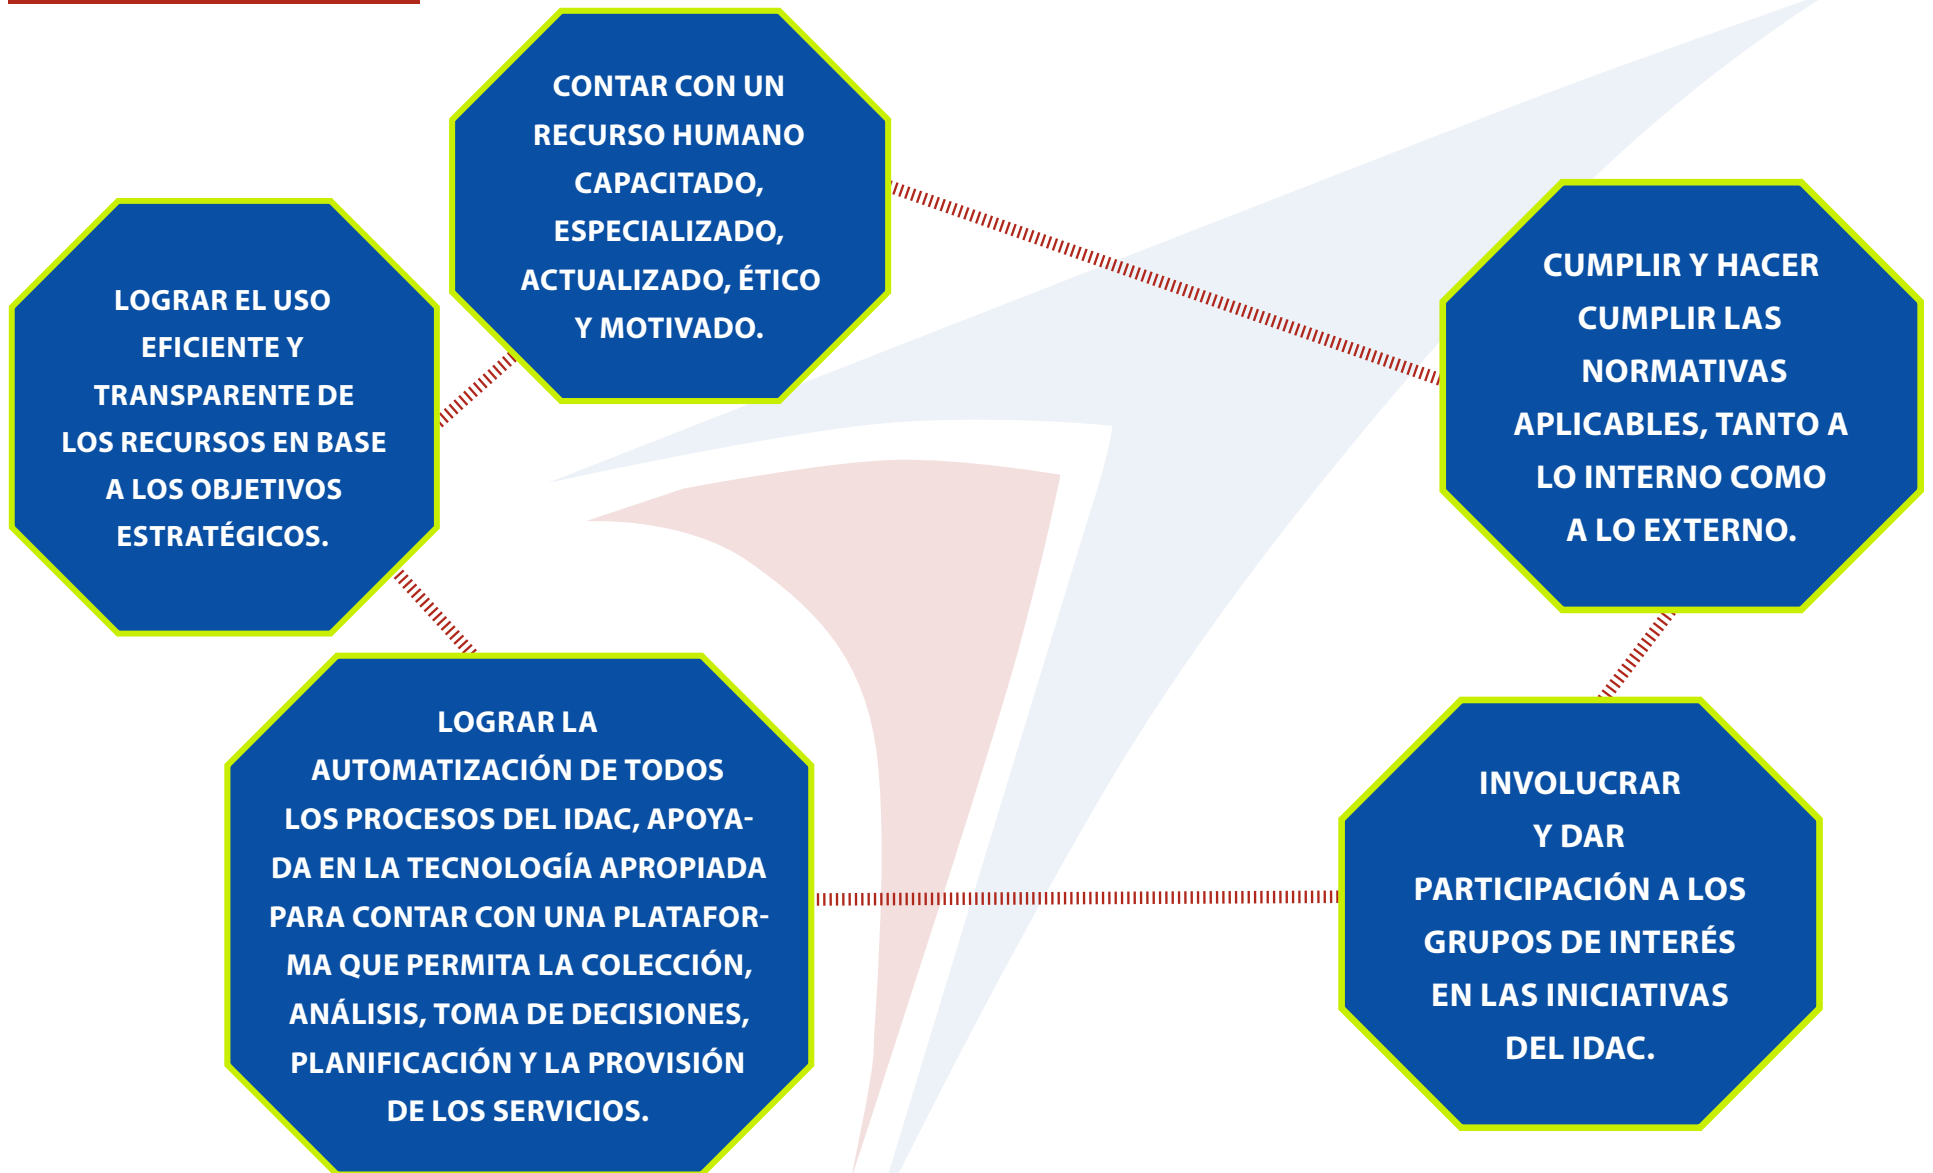 CONTAR CON UN
RECURSO HUMANO
CAPACITADO,
ESPECIALIZADO,
ACTUALIZADO, ÉTICO
Y MOTIVADO.
LOGRAR EL USO
EFICIENTE Y
TRANSPARENTE DE
LOS RECURSOS EN BASE
A LOS OBJETIVOS
ESTRATÉGICOS.
CUMPLIR Y HACER
CUMPLIR LAS
NORMATIVAS
APLICABLES, TANTO A
LO INTERNO COMO
A LO EXTERNO.
LOGRAR LA
AUTOMATIZACIÓN DE TODOS
LOS PROCESOS DEL IDAC, APOYA-
DA EN LA TECNOLOGÍA APROPIADA
PARA CONTAR CON UNA PLATAFOR-
MA QUE PERMITA LA COLECCIÓN,
ANÁLISIS, TOMA DE DECISIONES,
PLANIFICACIÓN Y LA PROVISIÓN
DE LOS SERVICIOS.
INVOLUCRAR
Y DAR
PARTICIPACIÓN A LOS
GRUPOS DE INTERÉS
EN LAS INICIATIVAS
DEL IDAC.